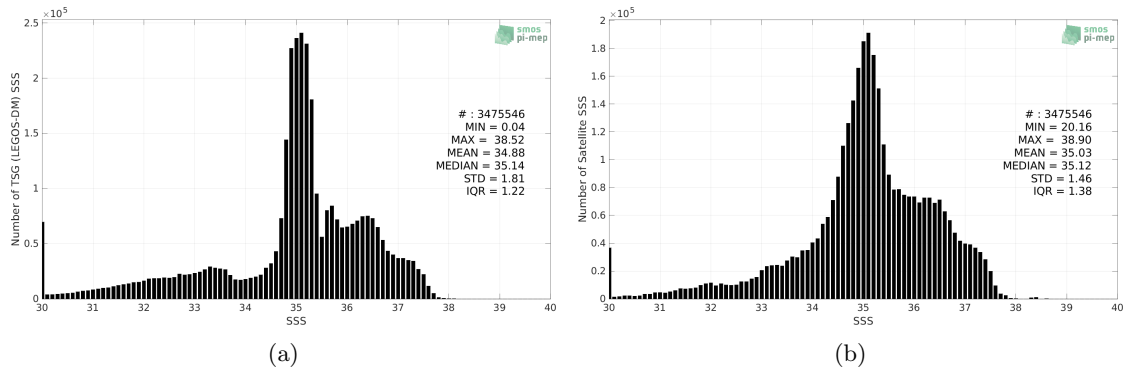 2.5 ×10^5
2
1.5
1
0.5
0
30 31 32 33 34 35 36 37 38 39 40
SSS
Number of TSG (LEGOS-DM) SSS
smos
pi-mep
# : 3475546
MIN = 0.04
MAX = 38.52
MEAN = 34.88
MEDIAN = 35.14
STD = 1.81
IQR = 1.22
(a)
2 ×10^5
1.8
1.6
1.4
1.2
1
0.8
0.6
0.4
0.2
0
30 31 32 33 34 35 36 37 38 39 40
SSS
Number of Satellite SSS
smos
pi-mep
# : 3475546
MIN = 20.16
MAX = 38.90
MEAN = 35.03
MEDIAN = 35.12
STD = 1.46
IQR = 1.38
(b)